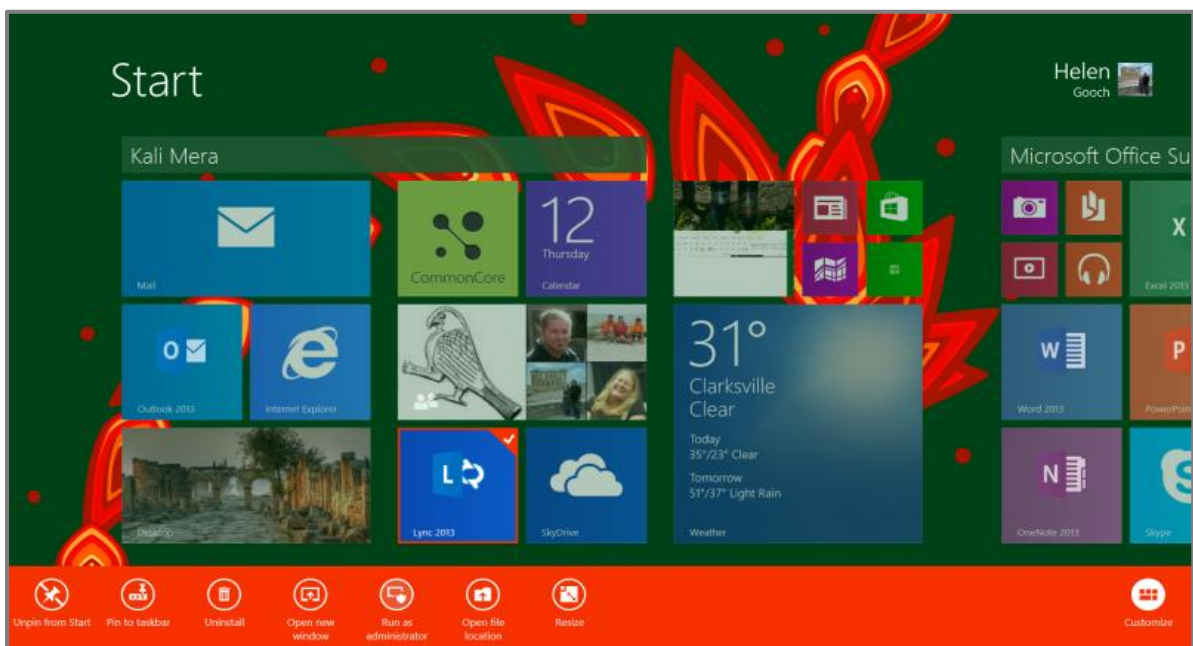 Start
Helen
Gooch
Kali Mera
Microsoft Office Su
Mail
CommonCore
12
Thursday
Calendar
Excel 2013
Outlook 2013
Internet Explorer
31°
Clarksville
Clear
Today
35°/23° Clear
Tomorrow
51°/37° Light Rain
Weather
Word 2013
PowerPoin
Desktop
Lync 2013
SkyDrive
OneNote 2013
Skype
Unpin from Start
Pin to taskbar
Uninstall
Open new
window
Run as
administrator
Open file
location
Resize
Customize